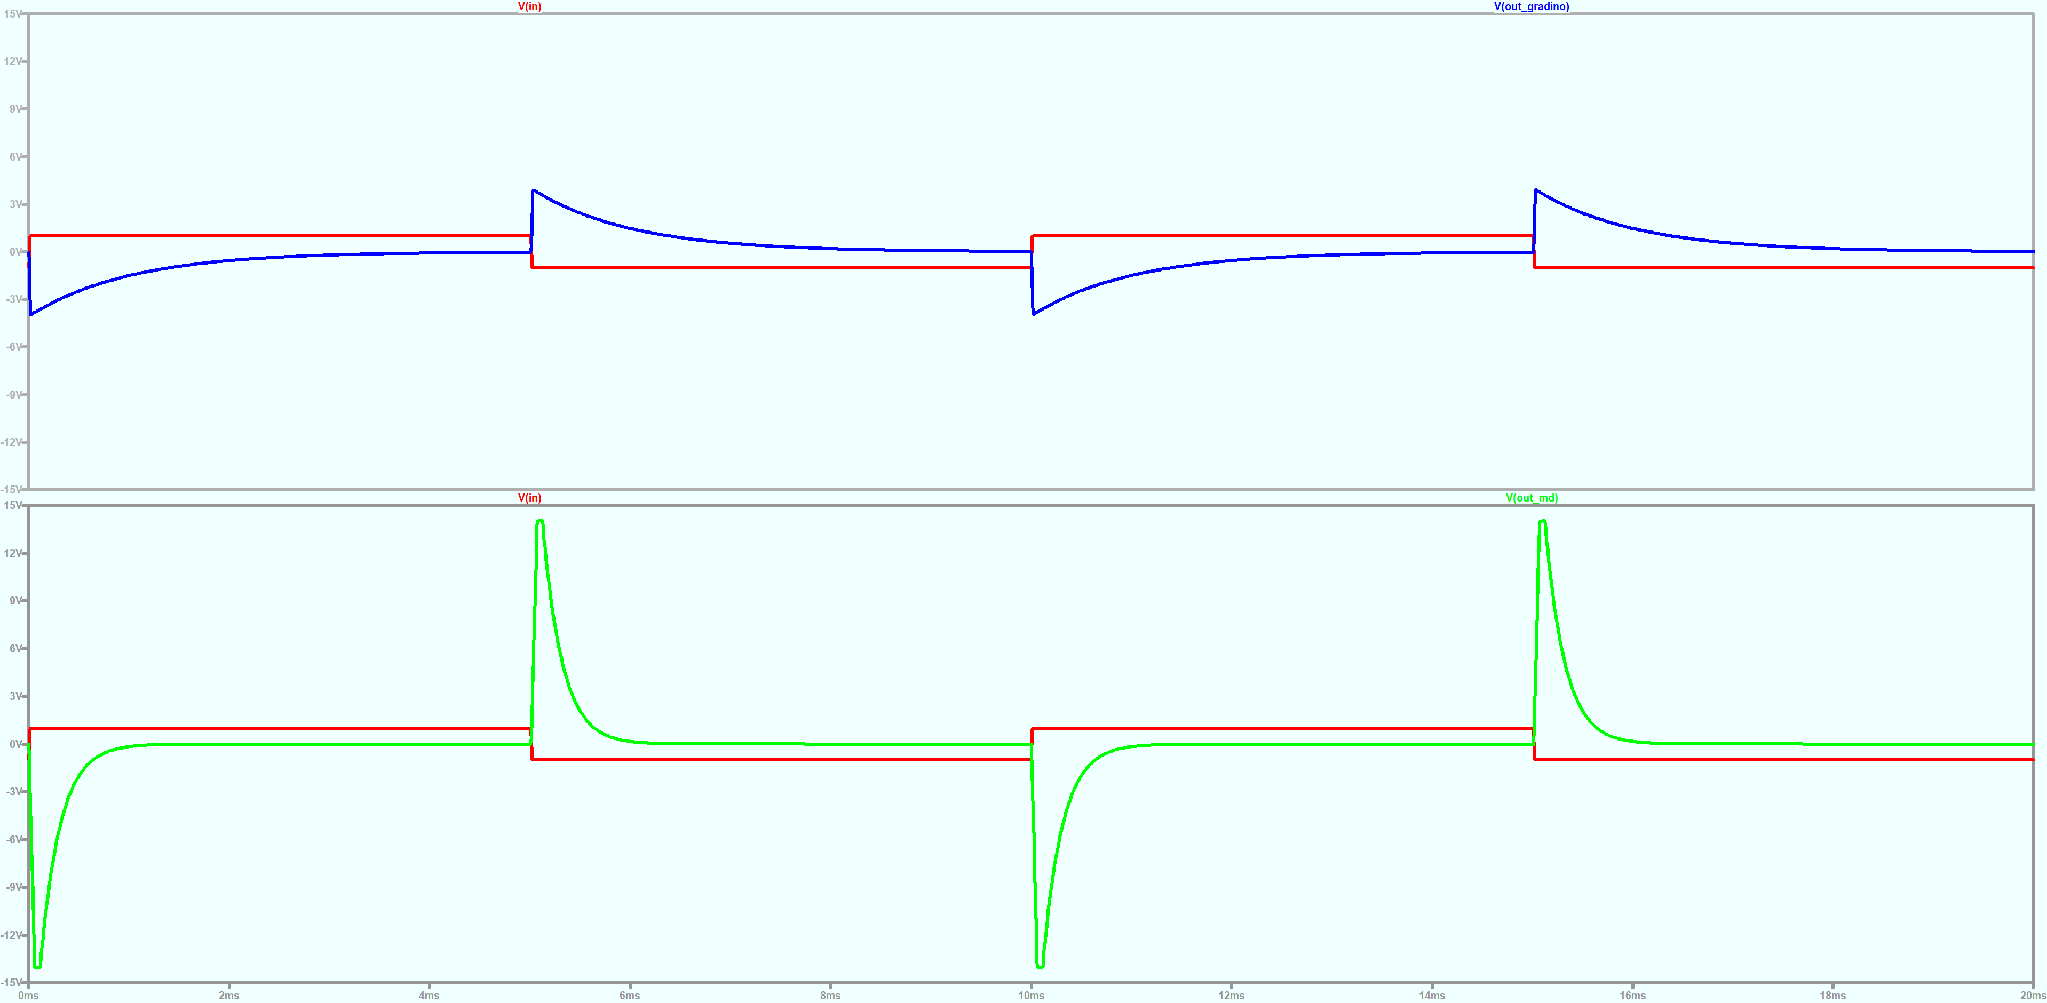 V(in) V(out_gradino)
15V
12V
9V
6V
3V
0V
-3V
-6V
-9V
-12V
-15V
V(in) V(out_md)
15V
12V
9V
6V
3V
0V
-3V
-6V
-9V
-12V
-15V
0ms 2ms 4ms 6ms 8ms 10ms 12ms 14ms 16ms 18ms 20ms